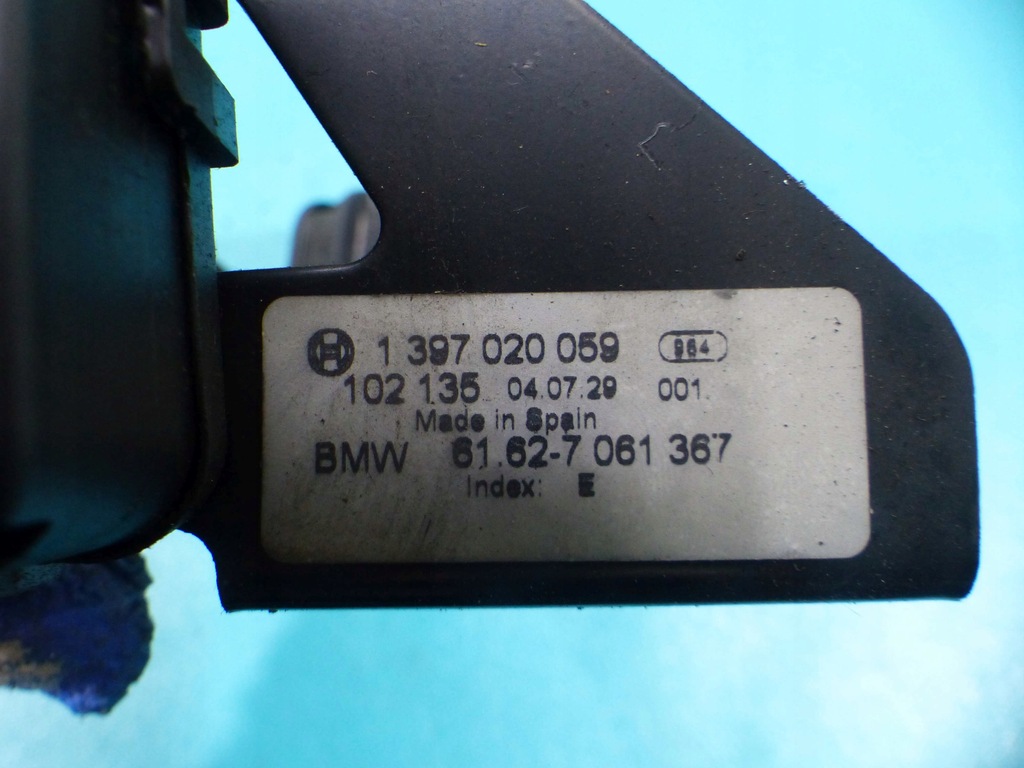 1 397 020 059 984
102 135 04.07.29 001.
Made in Spain
BMW 61.62-7 061 367
Index: E